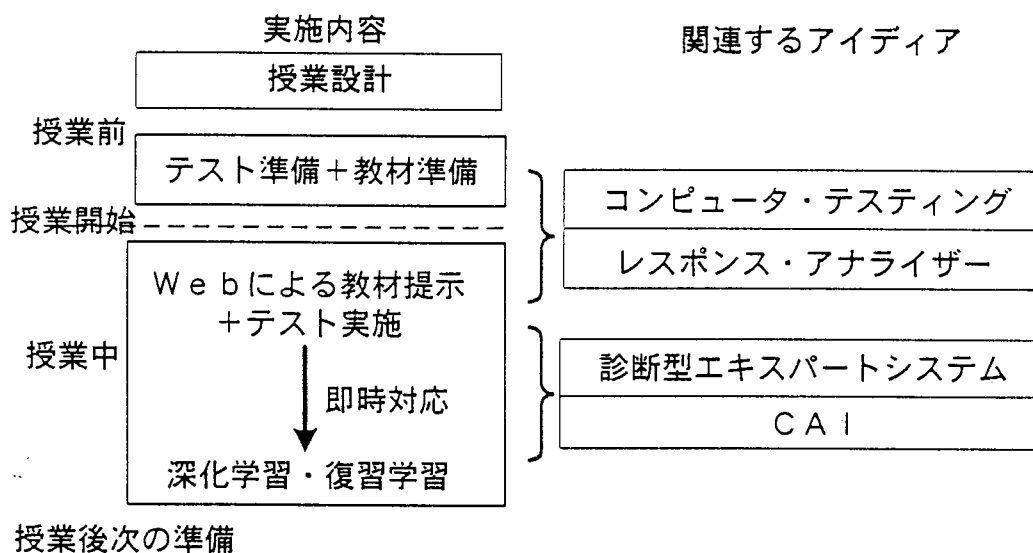 実施内容
関連するアイディア
授業設計
授業前
テスト準備+教材準備
コンピュータ・テスティング
授業開始
レスポンス・アナライザー
Webによる教材提示
+テスト実施
授業中
診断型エキスパートシステム
即時対応
CAI
深化学習・復習学習
授業後次の準備